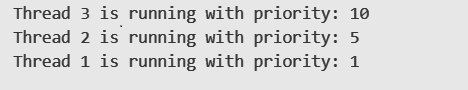 Thread 3 is running with priority: 10
Thread 2 is running with priority: 5
Thread 1 is running with priority: 1